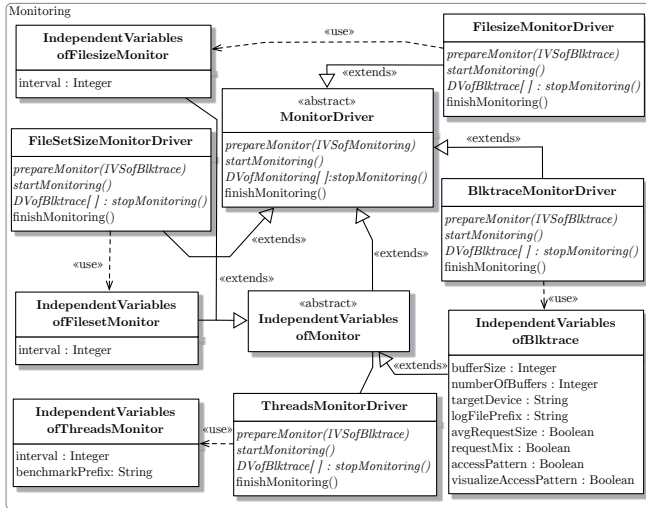 Monitoring
IndependentVariables
ofFilesizeMonitor
interval : Integer
«use»
FilesizeMonitorDriver
prepareMonitor(IVSofBlktrace)
startMonitoring()
DVofBlktrace[ ] : stopMonitoring()
finishMonitoring()
«extends»
«abstract»
MonitorDriver
prepareMonitor(IVSofMonitoring)
startMonitoring()
DVofMonitoring[ ]:stopMonitoring()
finishMonitoring()
FileSetSizeMonitorDriver
prepareMonitor(IVSofBlktrace)
startMonitoring()
DVofBlktrace[ ] : stopMonitoring()
finishMonitoring()
«extends»
BlktraceMonitorDriver
prepareMonitor(IVSofBlktrace)
startMonitoring()
DVofBlktrace[ ] : stopMonitoring()
finishMonitoring()
«extends»
«extends»
«use»
«extends»
«use»
IndependentVariables
ofFilesetMonitor
interval : Integer
«abstract»
IndependentVariables
ofMonitor
IndependentVariables
ofBlktrace
bufferSize : Integer
numberOfBuffers : Integer
targetDevice : String
logFilePrefix : String
avgRequestSize : Boolean
requestMix : Boolean
accessPattern : Boolean
visualizeAccessPattern : Boolean
«extends»
IndependentVariables
ofThreadsMonitor
interval : Integer
benchmarkPrefix: String
«use»
ThreadsMonitorDriver
prepareMonitor(IVSofBlktrace)
startMonitoring()
DVofBlktrace[ ] : stopMonitoring()
finishMonitoring()